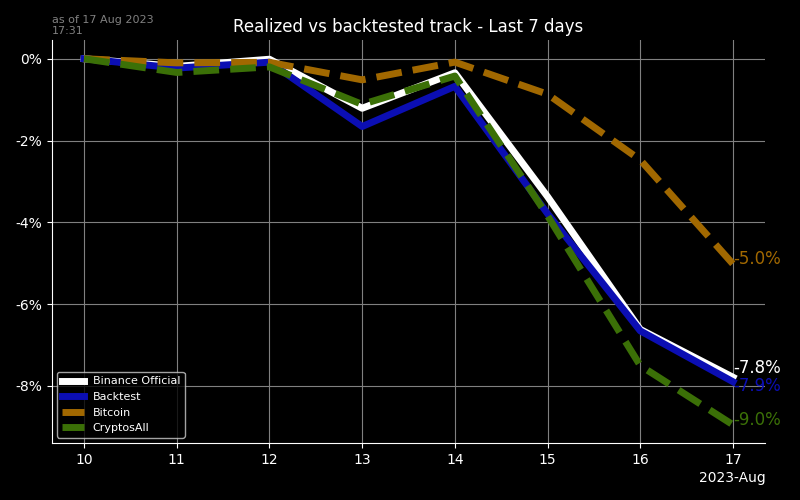 as of 17 Aug 2023
17:31
Realized vs backtested track - Last 7 days
0%
-2%
-4%
-6%
-8%
-5.0%
-7.8%
-7.9%
-9.0%
Binance Official
Backtest
Bitcoin
CryptosAll
10 11 12 13 14 15 16 17
2023-Aug